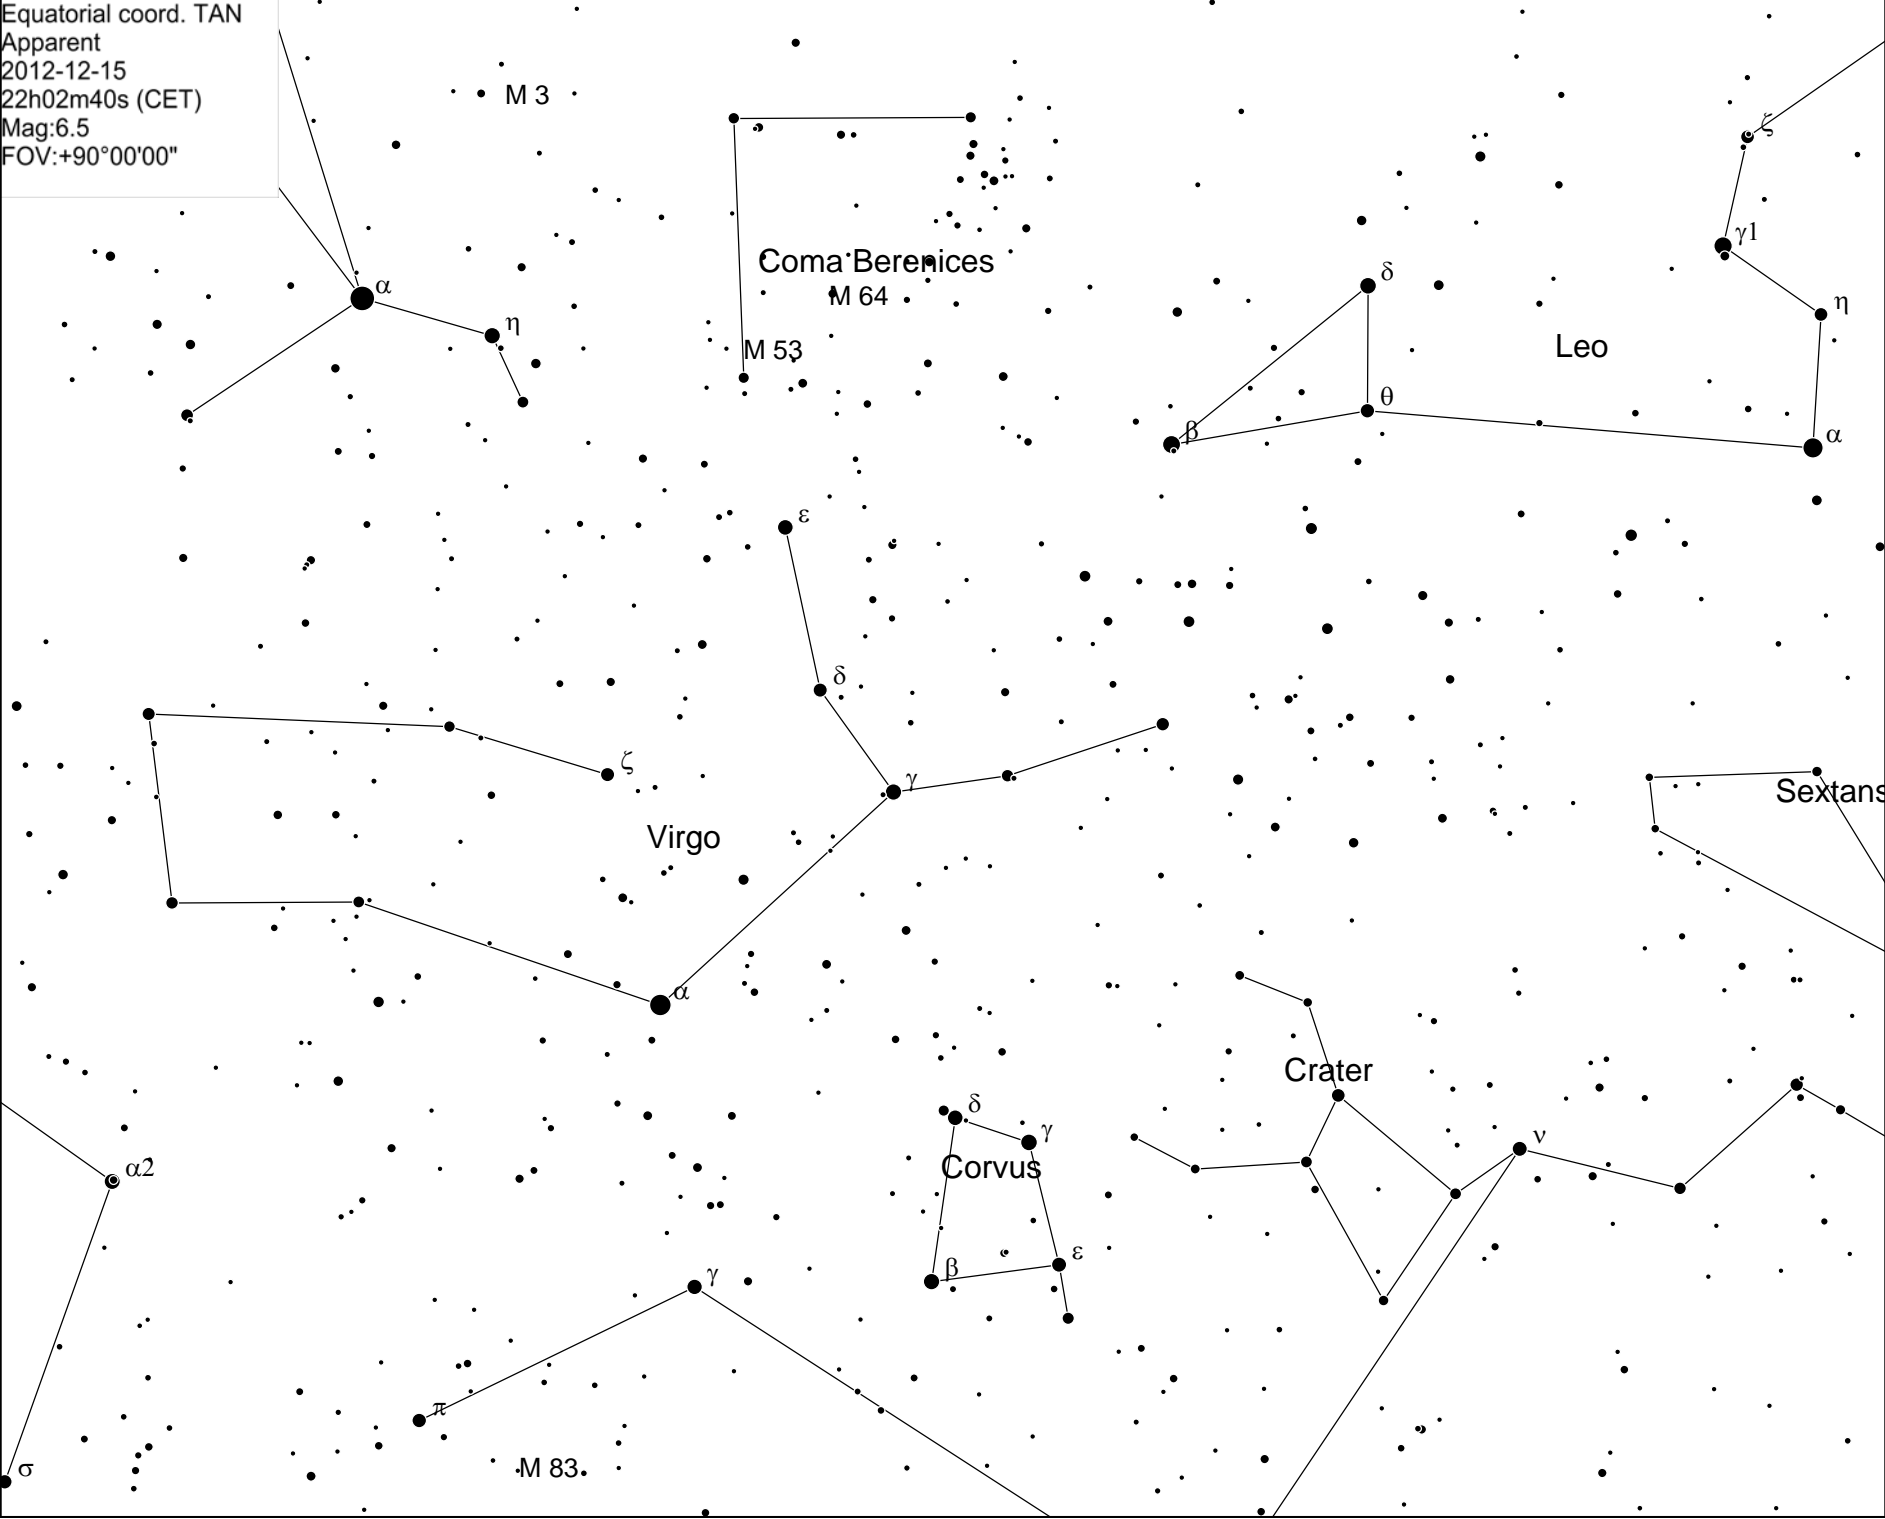 Equatorial coord. TAN
Apparent
2012-12-15
22h02m40s (CET)
Mag:6.5
FOV:+90°00'00"
M 3
ζ
γ1
Coma Berenices
δ
α
M 64
η
η
M 53
Leo
θ
β
α
ε
δ
ζ
γ
Sextans
Virgo
α
Crater
δ
γ
ν
Corvus
α2
ε
β
γ
π
σ
M 83